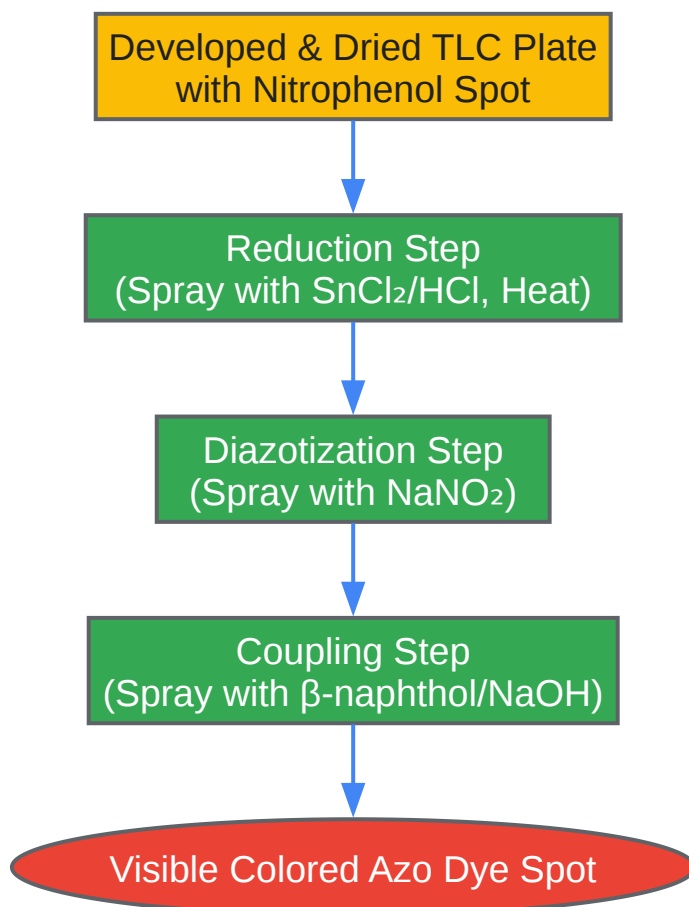 Developed & Dried TLC Plate
with Nitrophenol Spot
Reduction Step
(Spray with SnCl₂/HCl, Heat)
Diazotization Step
(Spray with NaNO₂)
Coupling Step
(Spray with β-naphthol/NaOH)
Visible Colored Azo Dye Spot